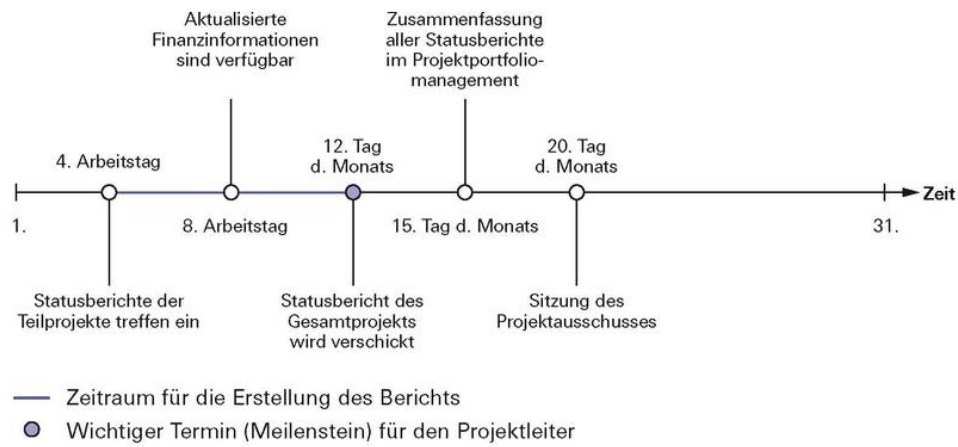 Aktualisierte
Finanzinformationen
sind verfügbar
Zusammenfassung
aller Statusberichte
im Projektportfolio-
management
4. Arbeitstag
12. Tag
d. Monats
20. Tag
d. Monats
Zeit
1.
8. Arbeitstag
15. Tag d. Monats
31.
Statusberichte der
Teilprojekte treffen ein
Statusbericht des
Gesamtprojekts
wird verschickt
Sitzung des
Projektausschusses
Zeitraum für die Erstellung des Berichts
Wichtiger Termin (Meilenstein) für den Projektleiter